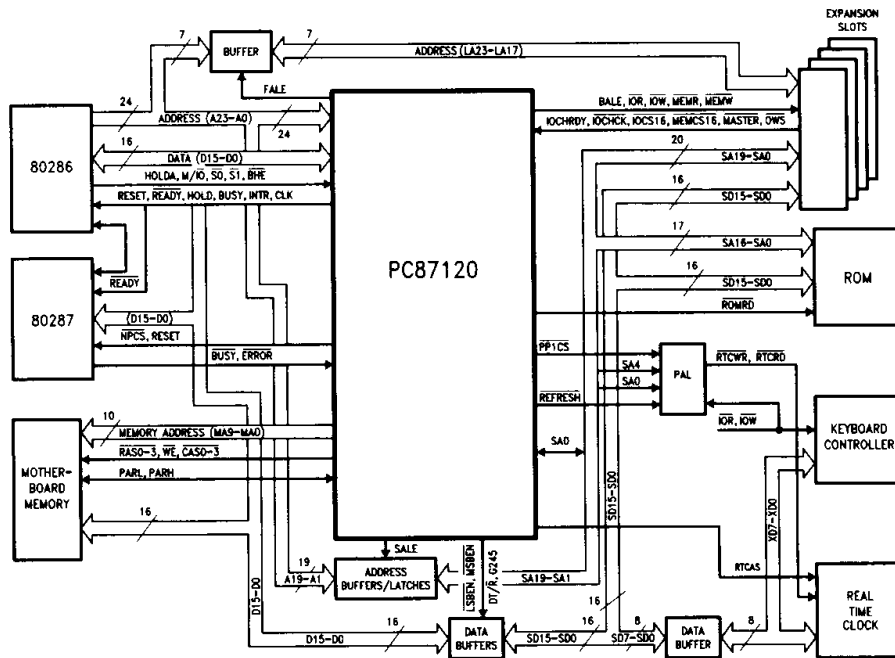 EXPANSION
SLOTS
7
BUFFER
7
ADDRESS (LA23-LA17)
FALE
24
ADDRESS (A23-A0)
24
BALE, IOR, IOW, MEMR, MEMW
IOCHRDY, IOCHCK, IOCS16, MEMCS16, MASTER, OWS
80286
16
DATA (D15-D0)
20
SA19-SA0
HOLDA, M/IO, S0, S1, BHE
16
SD15-SD0
RESET, READY, HOLD, BUSY, INTR, CLK
17
SA16-SA0
PC87120
ROM
16
SD15-SD0
80287
READY
(D15-D0)
ROMRD
NPCS, RESET
BUSY, ERROR
PPICS
SA4
PAL
RTCWR, RTCRD
SA0
REFRESH
10
MEMORY ADDRESS (MA9-MA0)
IOR, IOW
KEYBOARD
CONTROLLER
RAS0-3, WE, CAS0-3
SA0
MOTHER-
BOARD
MEMORY
PARL, PARH
SD15-SD0
XD7-XD0
16
SALE
LSBEN, MSBEN
DT/R, G245
19
A19-A1
ADDRESS
BUFFERS/LATCHES
SA19-SA1
RTCAS
D15-D0
16
REAL
TIME
CLOCK
16
D15-D0
DATA
BUFFERS
16
SD15-SD0
8
SD7-SD0
DATA
BUFFER
8